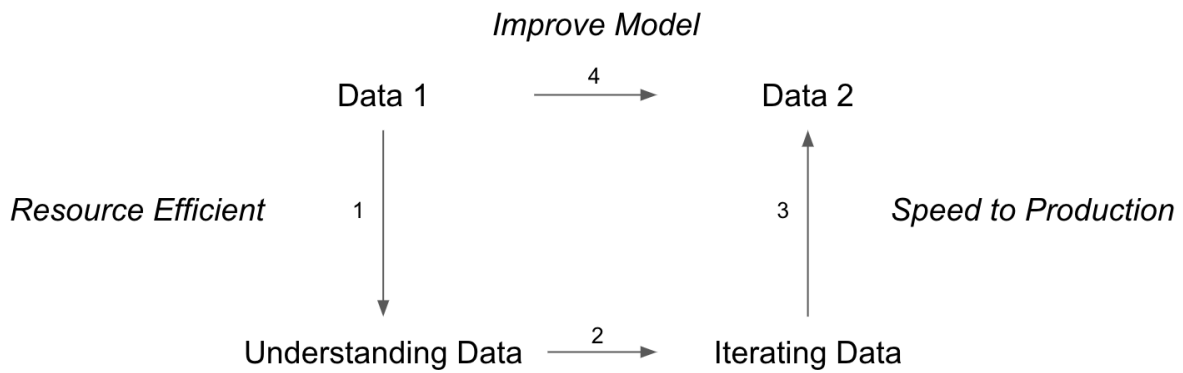 Improve Model
4
Data 1
Data 2
Resource Efficient
1
3
Speed to Production
2
Understanding Data
Iterating Data